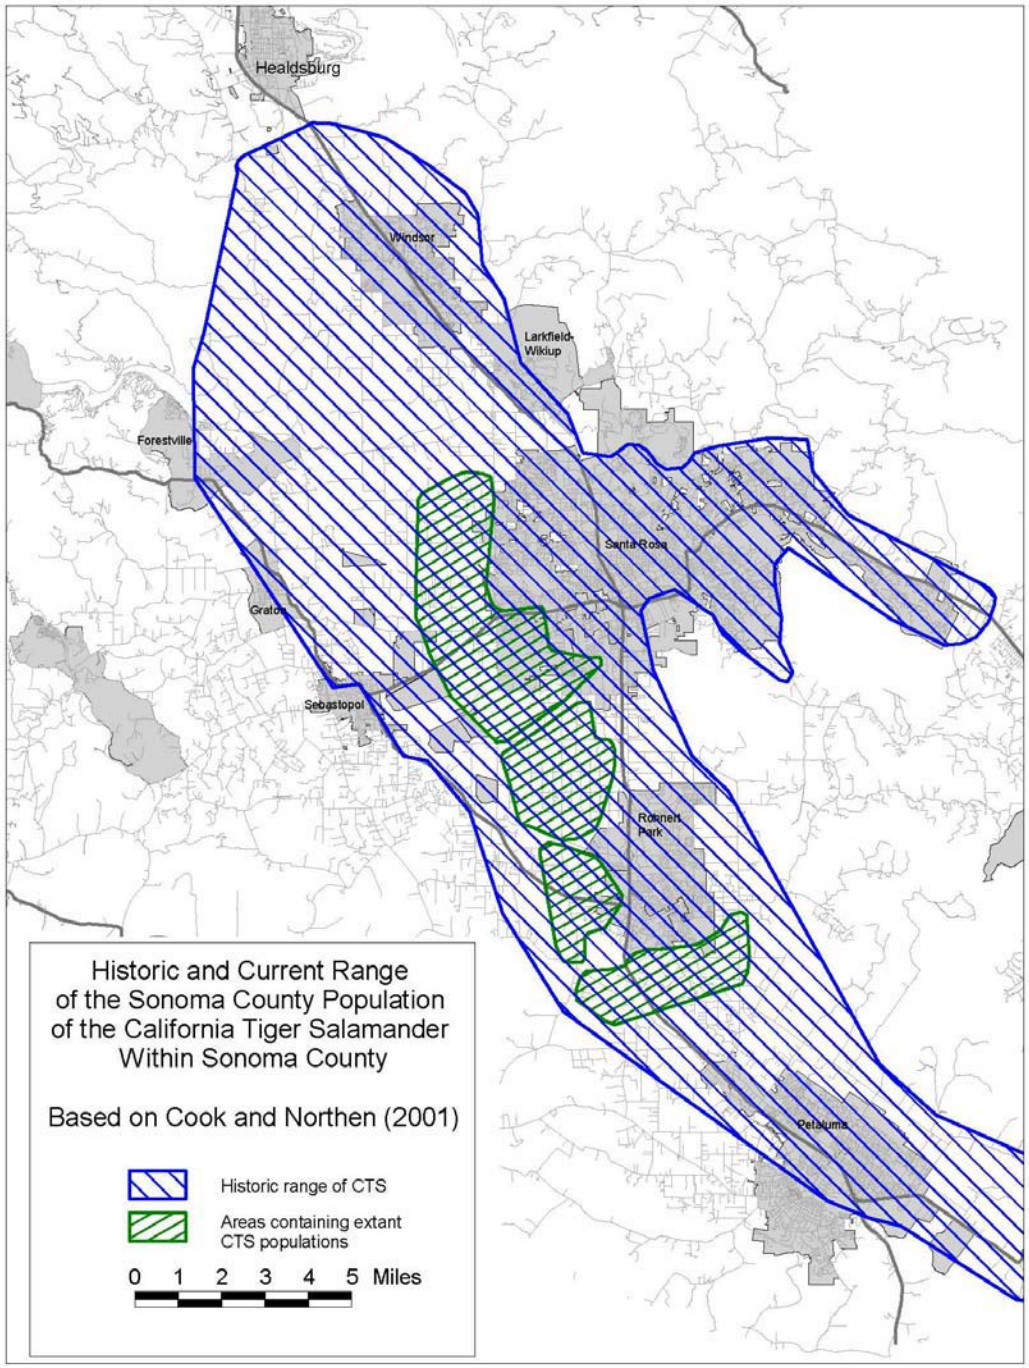 Healdsburg
Windsor
Larkfield-
Wikiup
Forestville
Santa Rosa
Graton
Sebastopol
Rohnert
Park
Petaluma
Historic and Current Range
of the Sonoma County Population
of the California Tiger Salamander
Within Sonoma County
Based on Cook and Northen (2001)
Historic range of CTS
Areas containing extant
CTS populations
0 1 2 3 4 5 Miles